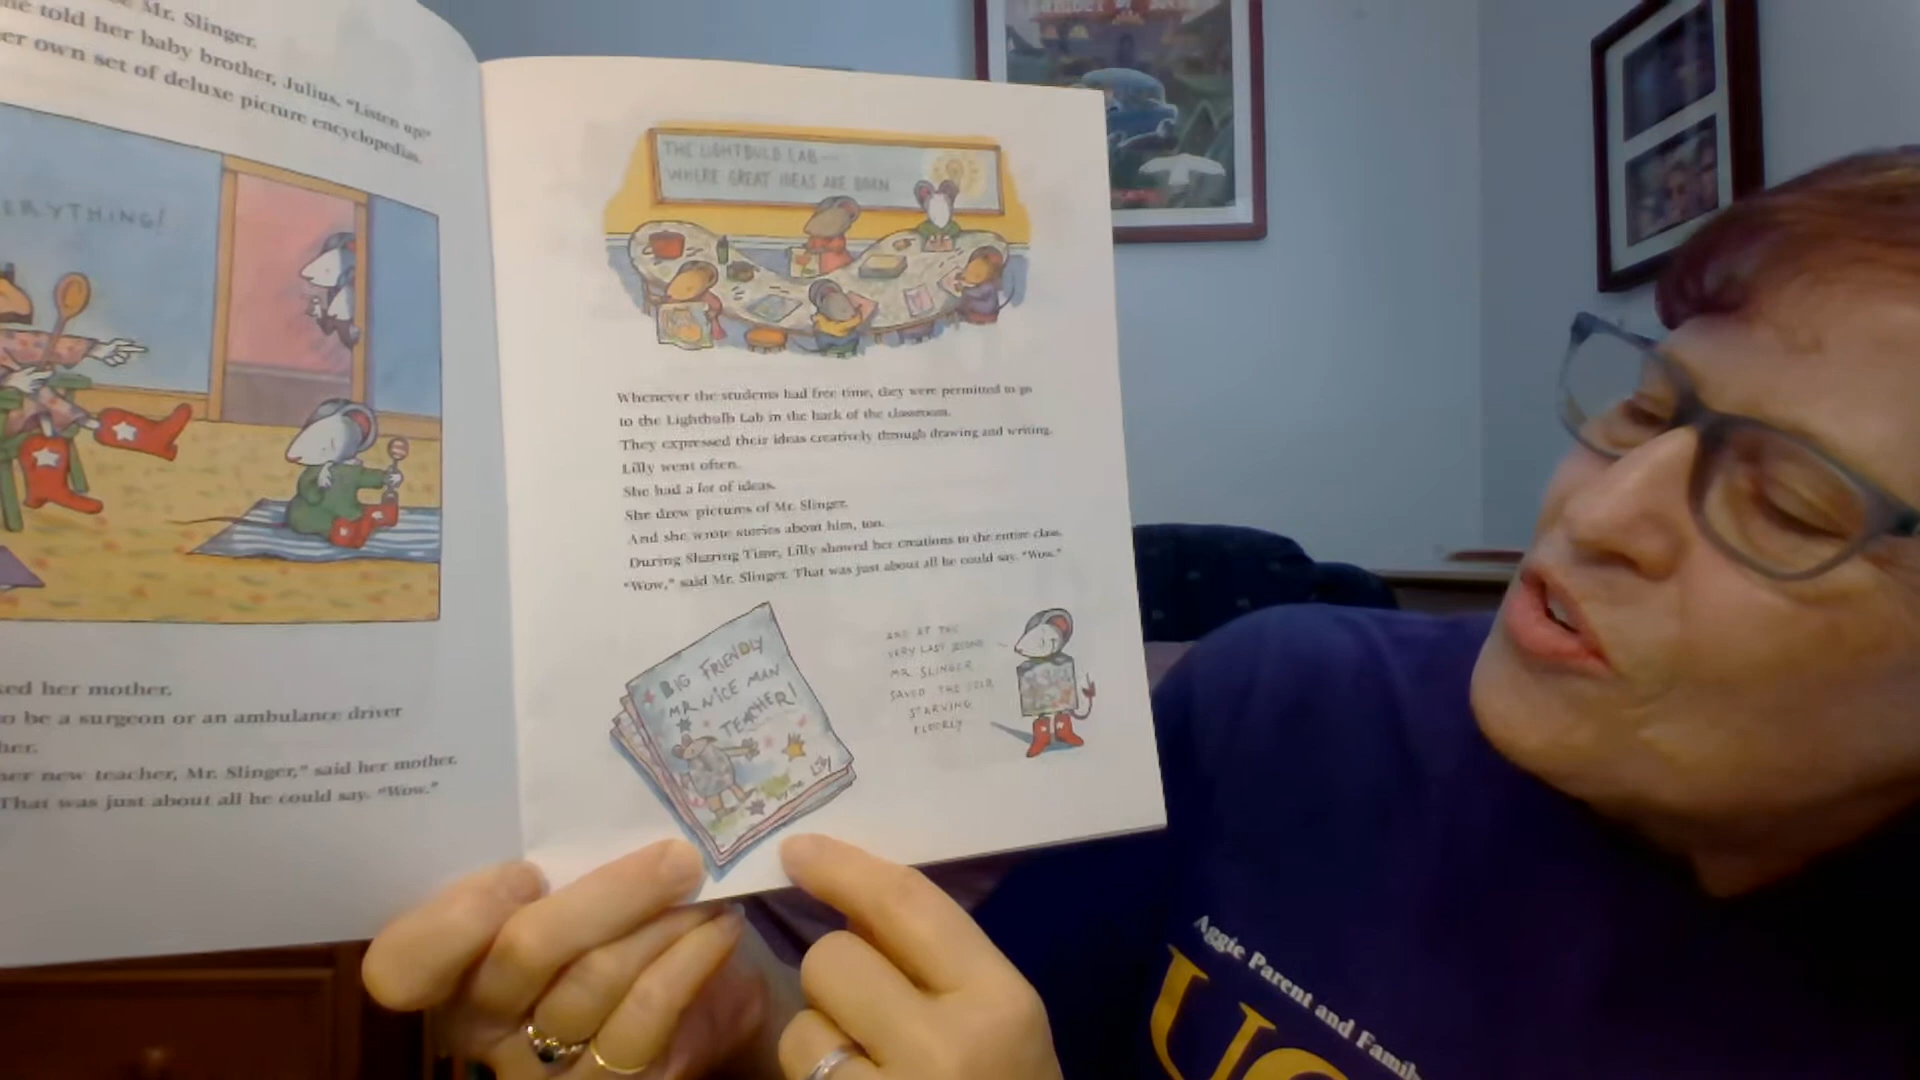 Mr. Slinger.
he told her baby brother, Julius, "Listen up!"
er own set of deluxe picture encyclopedias.
ERYTHING!
ked her mother.
o be a surgeon or an ambulance driver
her.
her new teacher, Mr. Slinger," said her mother.
That was just about all he could say. "Wow."
THE LIGHTBULB LAB—
WHERE GREAT IDEAS ARE BORN
Whenever the students had free time, they were permitted to go
to the Lightbulb Lab in the back of the classroom.
They expressed their ideas creatively through drawing and writing.
Lilly went often.
She had a lot of ideas.
She drew pictures of Mr. Slinger.
And she wrote stories about him, too.
During Sharing Time, Lilly showed her creations to the entire class.
"Wow," said Mr. Slinger. That was just about all he could say. "Wow."
BIG FRIENDLY
MR NICE MAN
TEACHER!
by me Lilly
AND AT THE
VERY LAST SECOND
MR. SLINGER
SAVED THE
STARVING
Aggie Parent and Family
UC